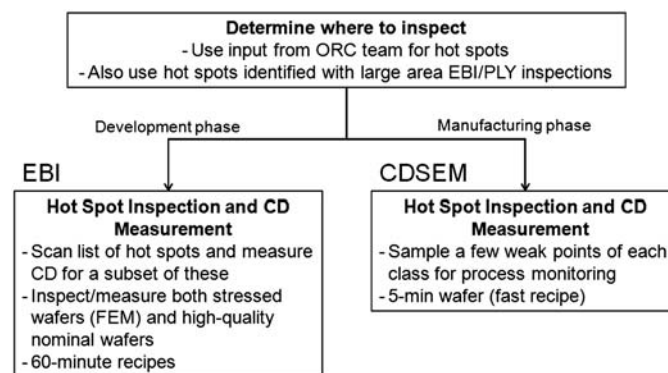 Determine where to inspect
- Use input from ORC team for hot spots
- Also use hot spots identified with large area EBI/PLY inspections
Development phase
Manufacturing phase
EBI
Hot Spot Inspection and CD
Measurement
- Scan list of hot spots and measure
CD for a subset of these
- Inspect/measure both stressed
wafers (FEM) and high-quality
nominal wafers
- 60-minute recipes
CDSEM
Hot Spot Inspection and CD
Measurement
- Sample a few weak points of each
class for process monitoring
- 5-min wafer (fast recipe)